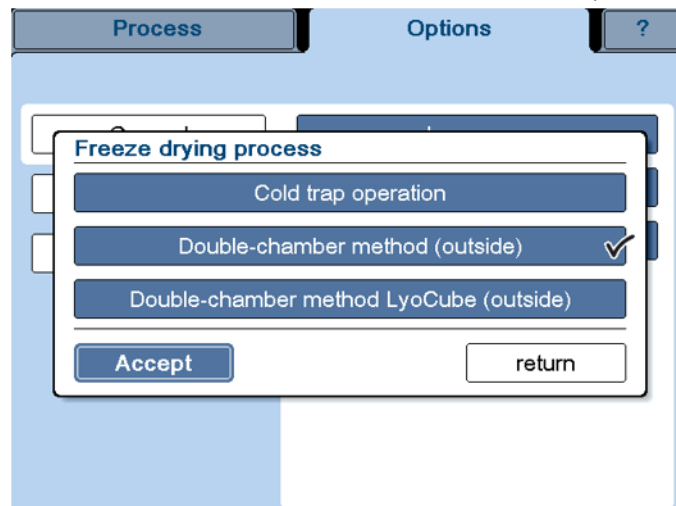 Process
Options
?
Freeze drying process
Cold trap operation
Double-chamber method (outside)
Double-chamber method LyoCube (outside)
Accept
return